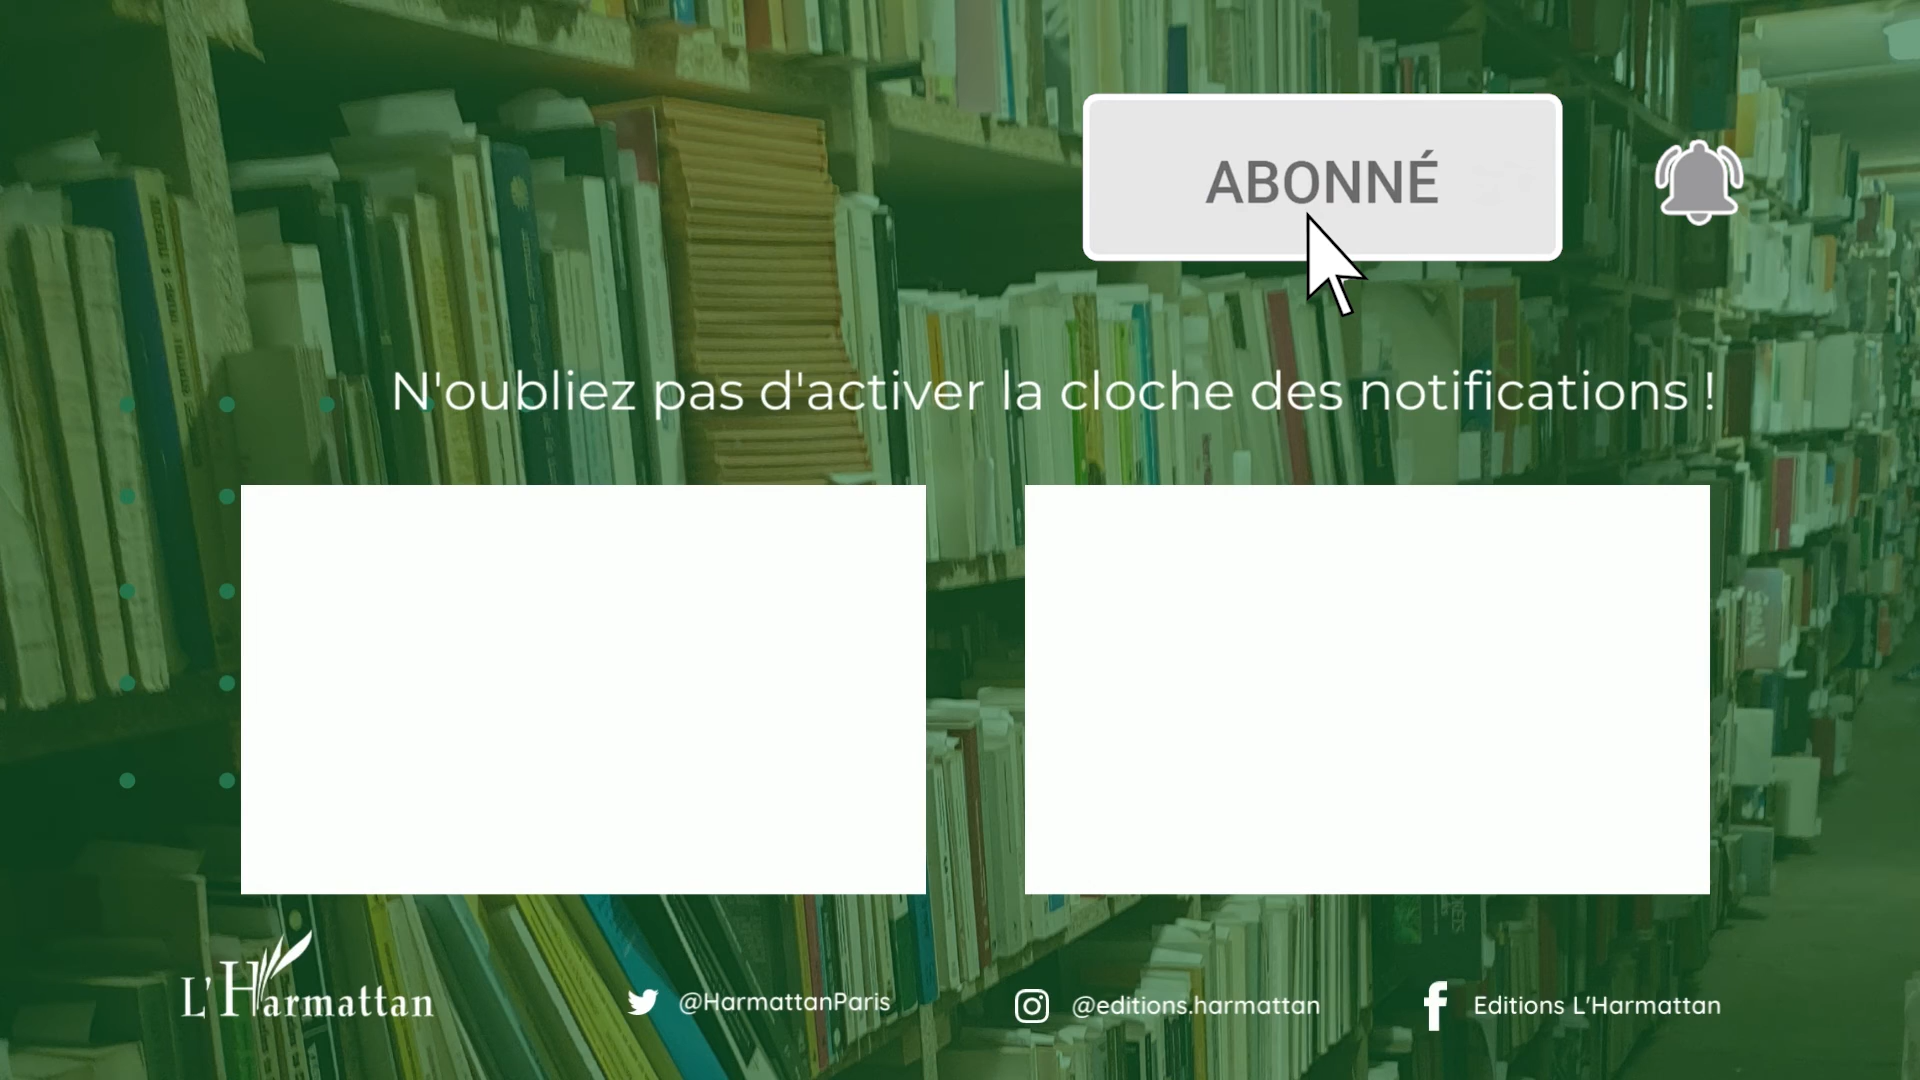 ABONNÉ
N'oubliez pas d'activer la cloche des notifications !
L'Harmattan
@HarmattanParis
@editions.harmattan
Editions L'Harmattan